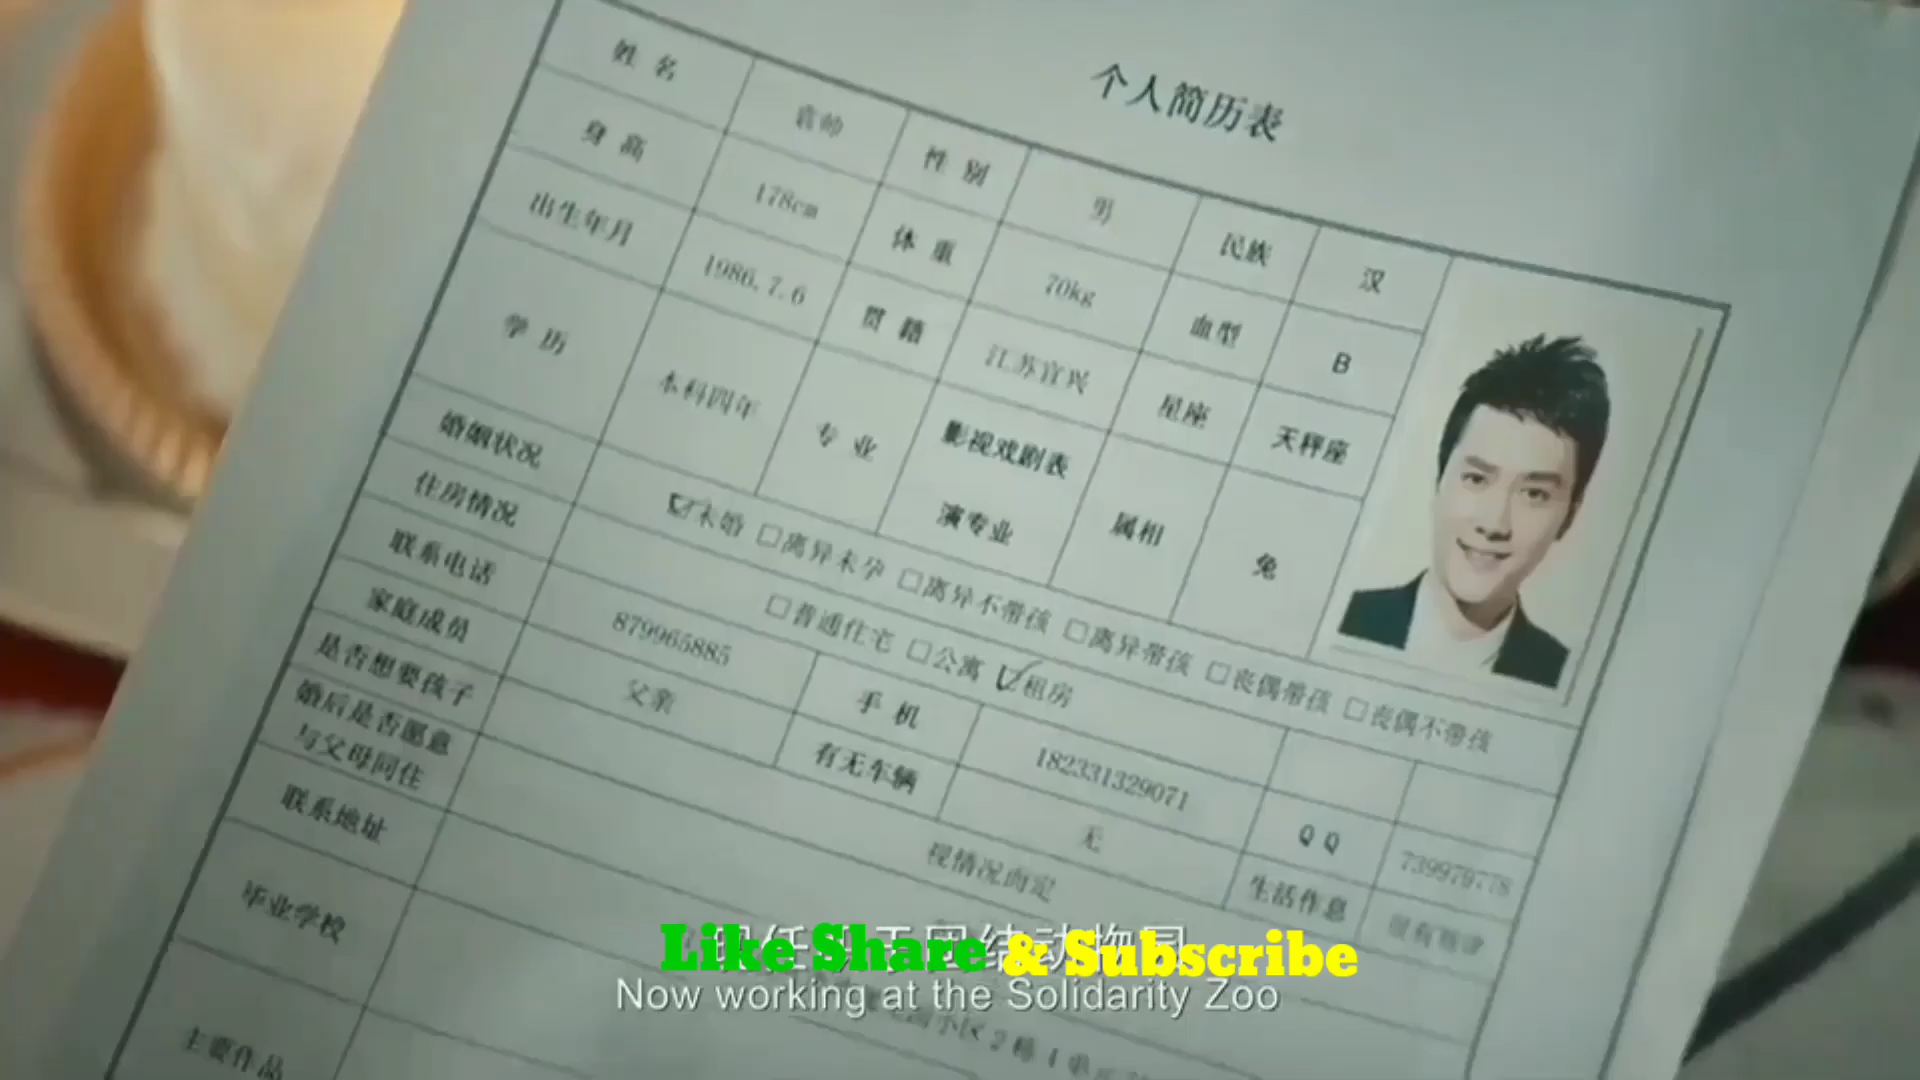 个人简历表
姓 名 袁帅 性 别 男 民族 汉
身 高 178cm 体 重 70kg 血型 B
出生年月 1986.7.6 贯 籍 江苏宜兴 星座 天秤座
学 历 本科四年 专 业 影视戏剧表演专业 属相 兔
婚姻状况 ☑未婚 □离异未孕 □离异不带孩 □离异带孩 □丧偶带孩 □丧偶不带孩
住房情况 □普通住宅 □公寓 ☑租房
联系电话 879965885 手 机 182331329071 QQ 739979778
家庭成员 父亲 有无车辆 无 生活作息 很有规律
是否想要孩子 视情况而定
婚后是否愿意与父母同住
联系地址
毕业学校
主要作品
Like Share & Subscribe
Now working at the Solidarity Zoo